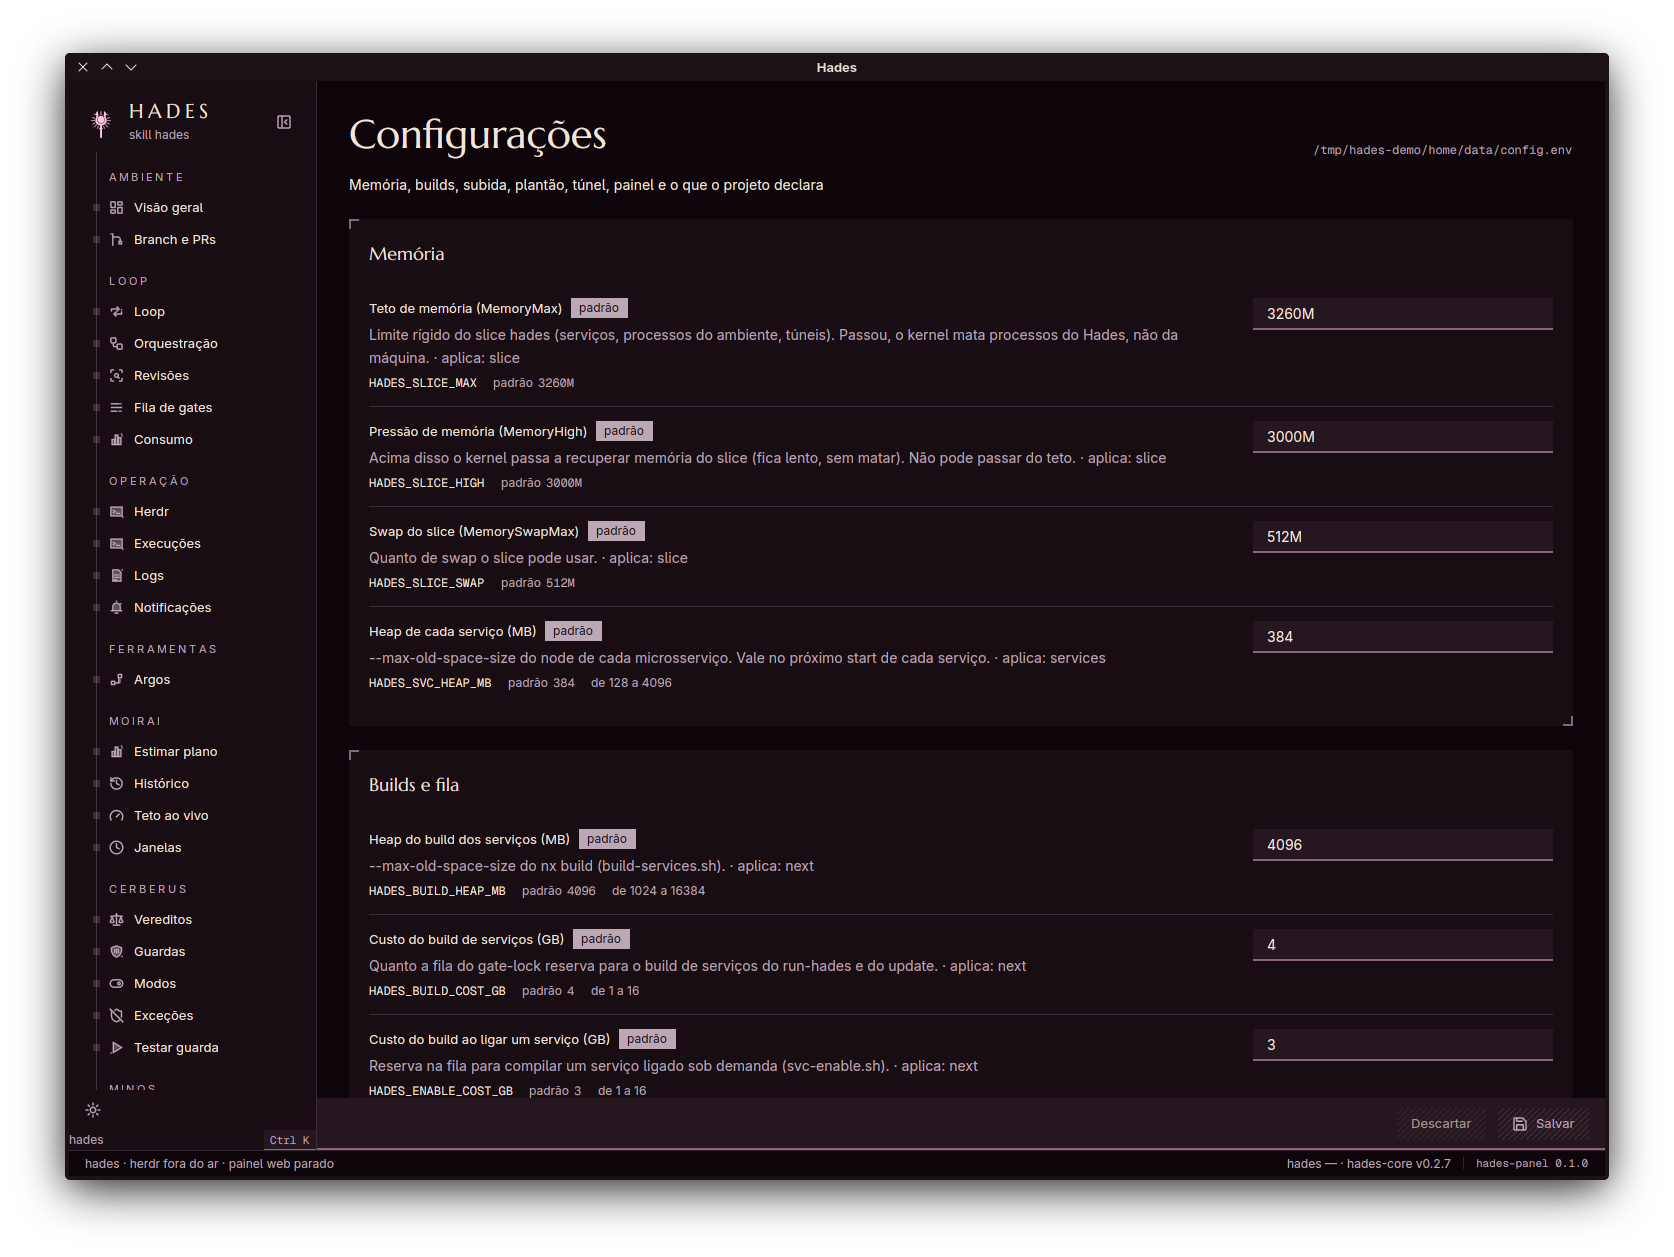 Hades
HADES
skill hades
AMBIENTE
Visão geral
Branch e PRs
LOOP
Loop
Orquestração
Revisões
Fila de gates
Consumo
OPERAÇÃO
Herdr
Execuções
Logs
Notificações
FERRAMENTAS
Argos
MOIRAI
Estimar plano
Histórico
Teto ao vivo
Janelas
CERBERUS
Vereditos
Guardas
Modos
Exceções
Testar guarda
MINOS
hades
Ctrl K
Configurações
/tmp/hades-demo/home/data/config.env
Memória, builds, subida, plantão, túnel, painel e o que o projeto declara
Memória
Teto de memória (MemoryMax) padrão
3260M
Limite rígido do slice hades (serviços, processos do ambiente, túneis). Passou, o kernel mata processos do Hades, não da
máquina. · aplica: slice
HADES_SLICE_MAX padrão 3260M
Pressão de memória (MemoryHigh) padrão
3000M
Acima disso o kernel passa a recuperar memória do slice (fica lento, sem matar). Não pode passar do teto. · aplica: slice
HADES_SLICE_HIGH padrão 3000M
Swap do slice (MemorySwapMax) padrão
512M
Quanto de swap o slice pode usar. · aplica: slice
HADES_SLICE_SWAP padrão 512M
Heap de cada serviço (MB) padrão
384
--max-old-space-size do node de cada microsserviço. Vale no próximo start de cada serviço. · aplica: services
HADES_SVC_HEAP_MB padrão 384 de 128 a 4096
Builds e fila
Heap do build dos serviços (MB) padrão
4096
--max-old-space-size do nx build (build-services.sh). · aplica: next
HADES_BUILD_HEAP_MB padrão 4096 de 1024 a 16384
Custo do build de serviços (GB) padrão
4
Quanto a fila do gate-lock reserva para o build de serviços do run-hades e do update. · aplica: next
HADES_BUILD_COST_GB padrão 4 de 1 a 16
Custo do build ao ligar um serviço (GB) padrão
3
Reserva na fila para compilar um serviço ligado sob demanda (svc-enable.sh). · aplica: next
HADES_ENABLE_COST_GB padrão 3 de 1 a 16
Descartar
Salvar
hades · herdr fora do ar · painel web parado
hades — · hades-core v0.2.7
hades-panel 0.1.0